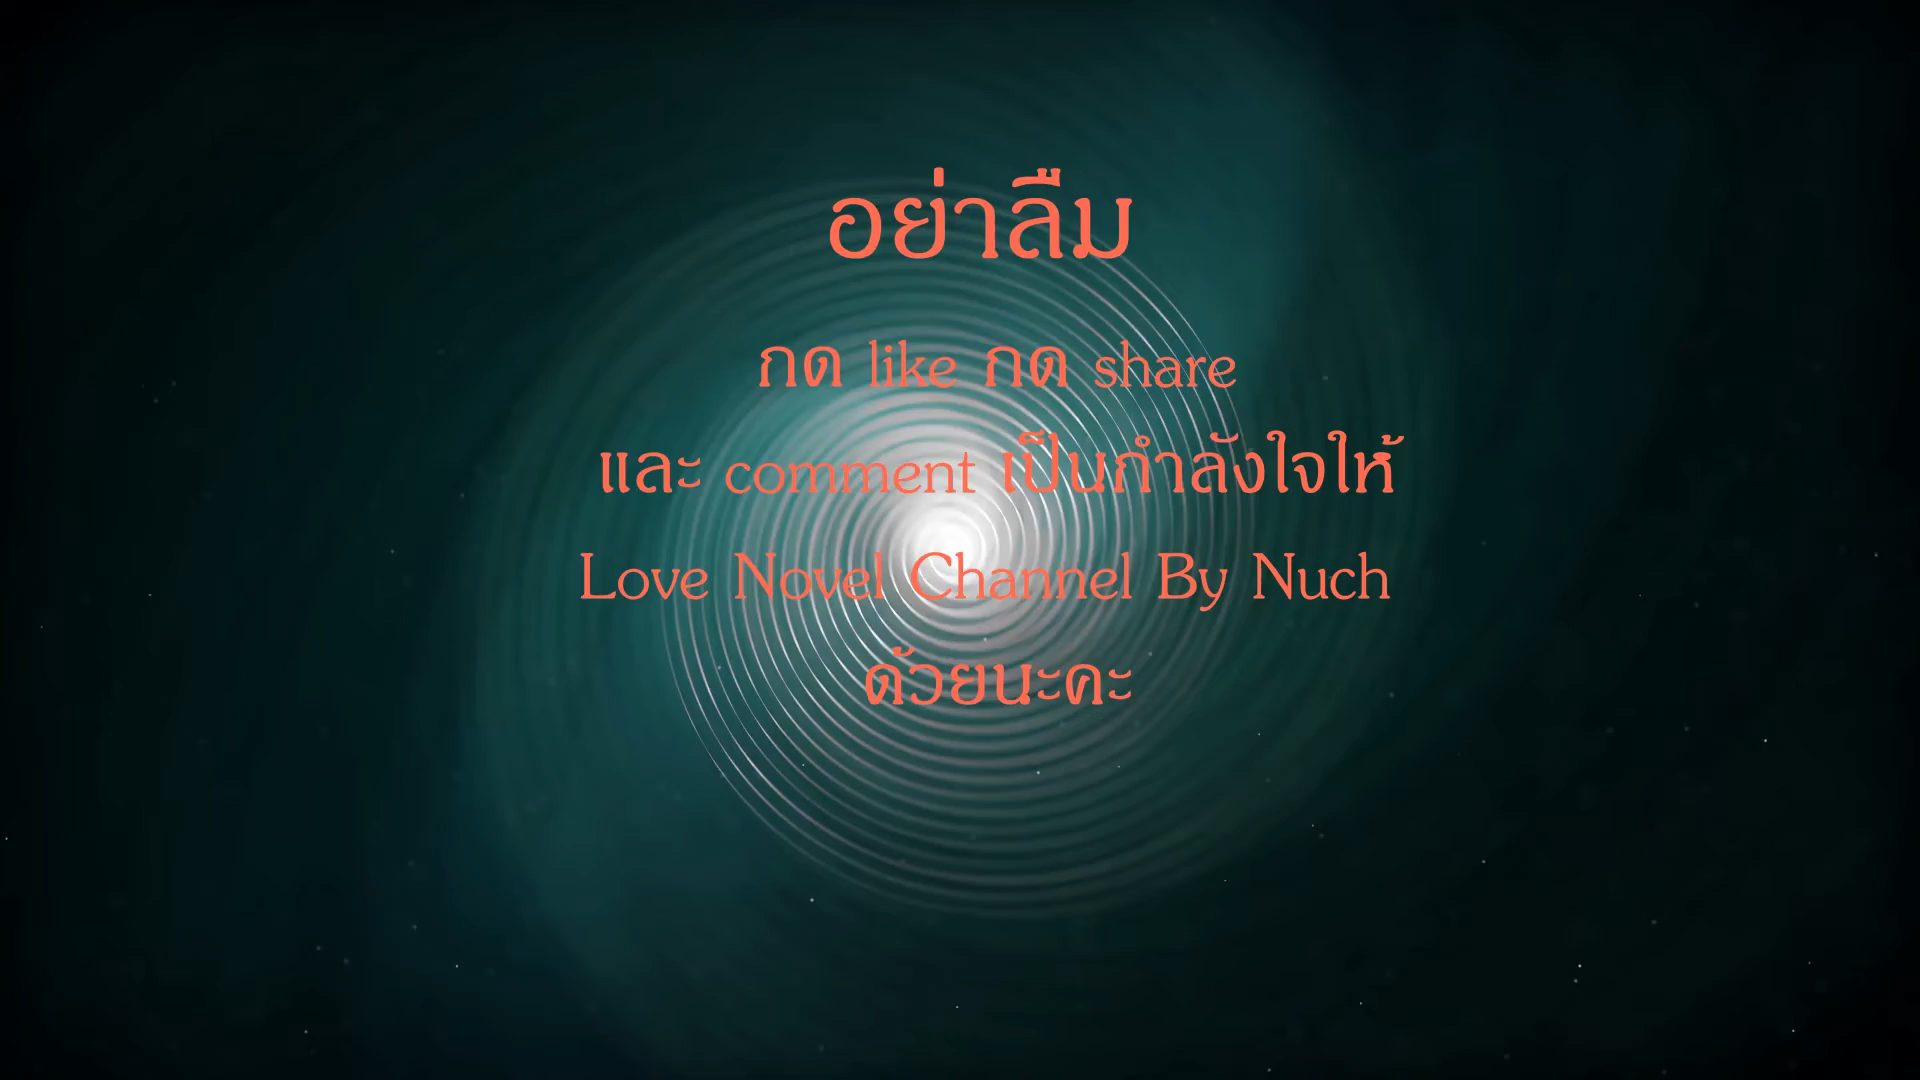 อย่าลืม
กด like กด share
และ comment เป็นกำลังใจให้
Love Novel Channel By Nuch
ด้วยนะคะ